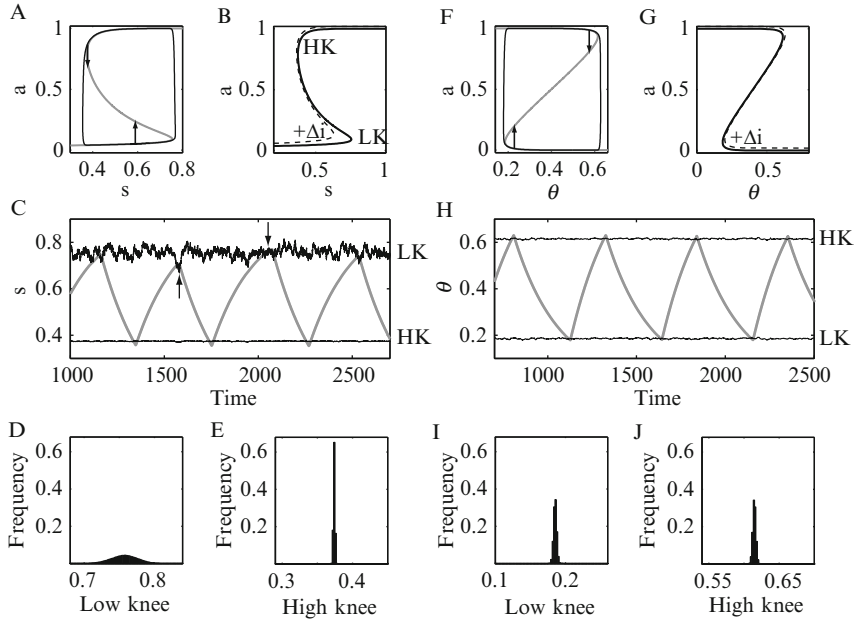 A
1
a
0.5
0
0.4
0.6
0.8
s
B
1
a
0.5
0
HK
+Δi
LK
0.5
1
s
F
1
a
0.5
0
0.2
0.4
0.6
θ
G
1
a
0.5
0
+Δi
0
0.5
θ
C
0.8
s
0.6
0.4
LK
HK
1000
1500
2000
2500
Time
H
0.6
θ
0.4
0.2
HK
LK
1000
1500
2000
2500
Time
D
Frequency
0.6
0.4
0.2
0.7
0.8
Low knee
E
Frequency
0.6
0.4
0.2
0.3
0.4
High knee
I
Frequency
0.6
0.4
0.2
0.1
0.2
Low knee
J
Frequency
0.6
0.4
0.2
0.55
0.65
High knee